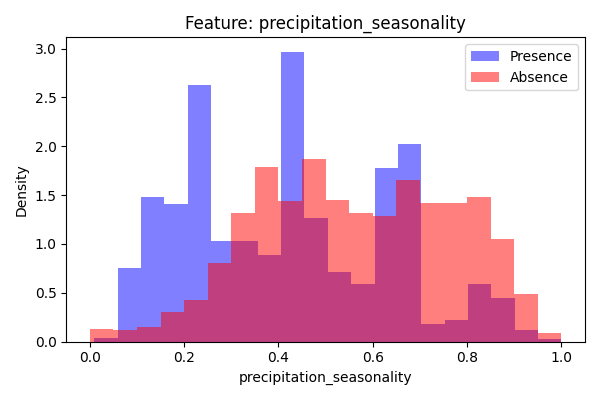 Feature: precipitation_seasonality
Presence
Absence
Density
3.0
2.5
2.0
1.5
1.0
0.5
0.0
0.0 0.2 0.4 0.6 0.8 1.0
precipitation_seasonality